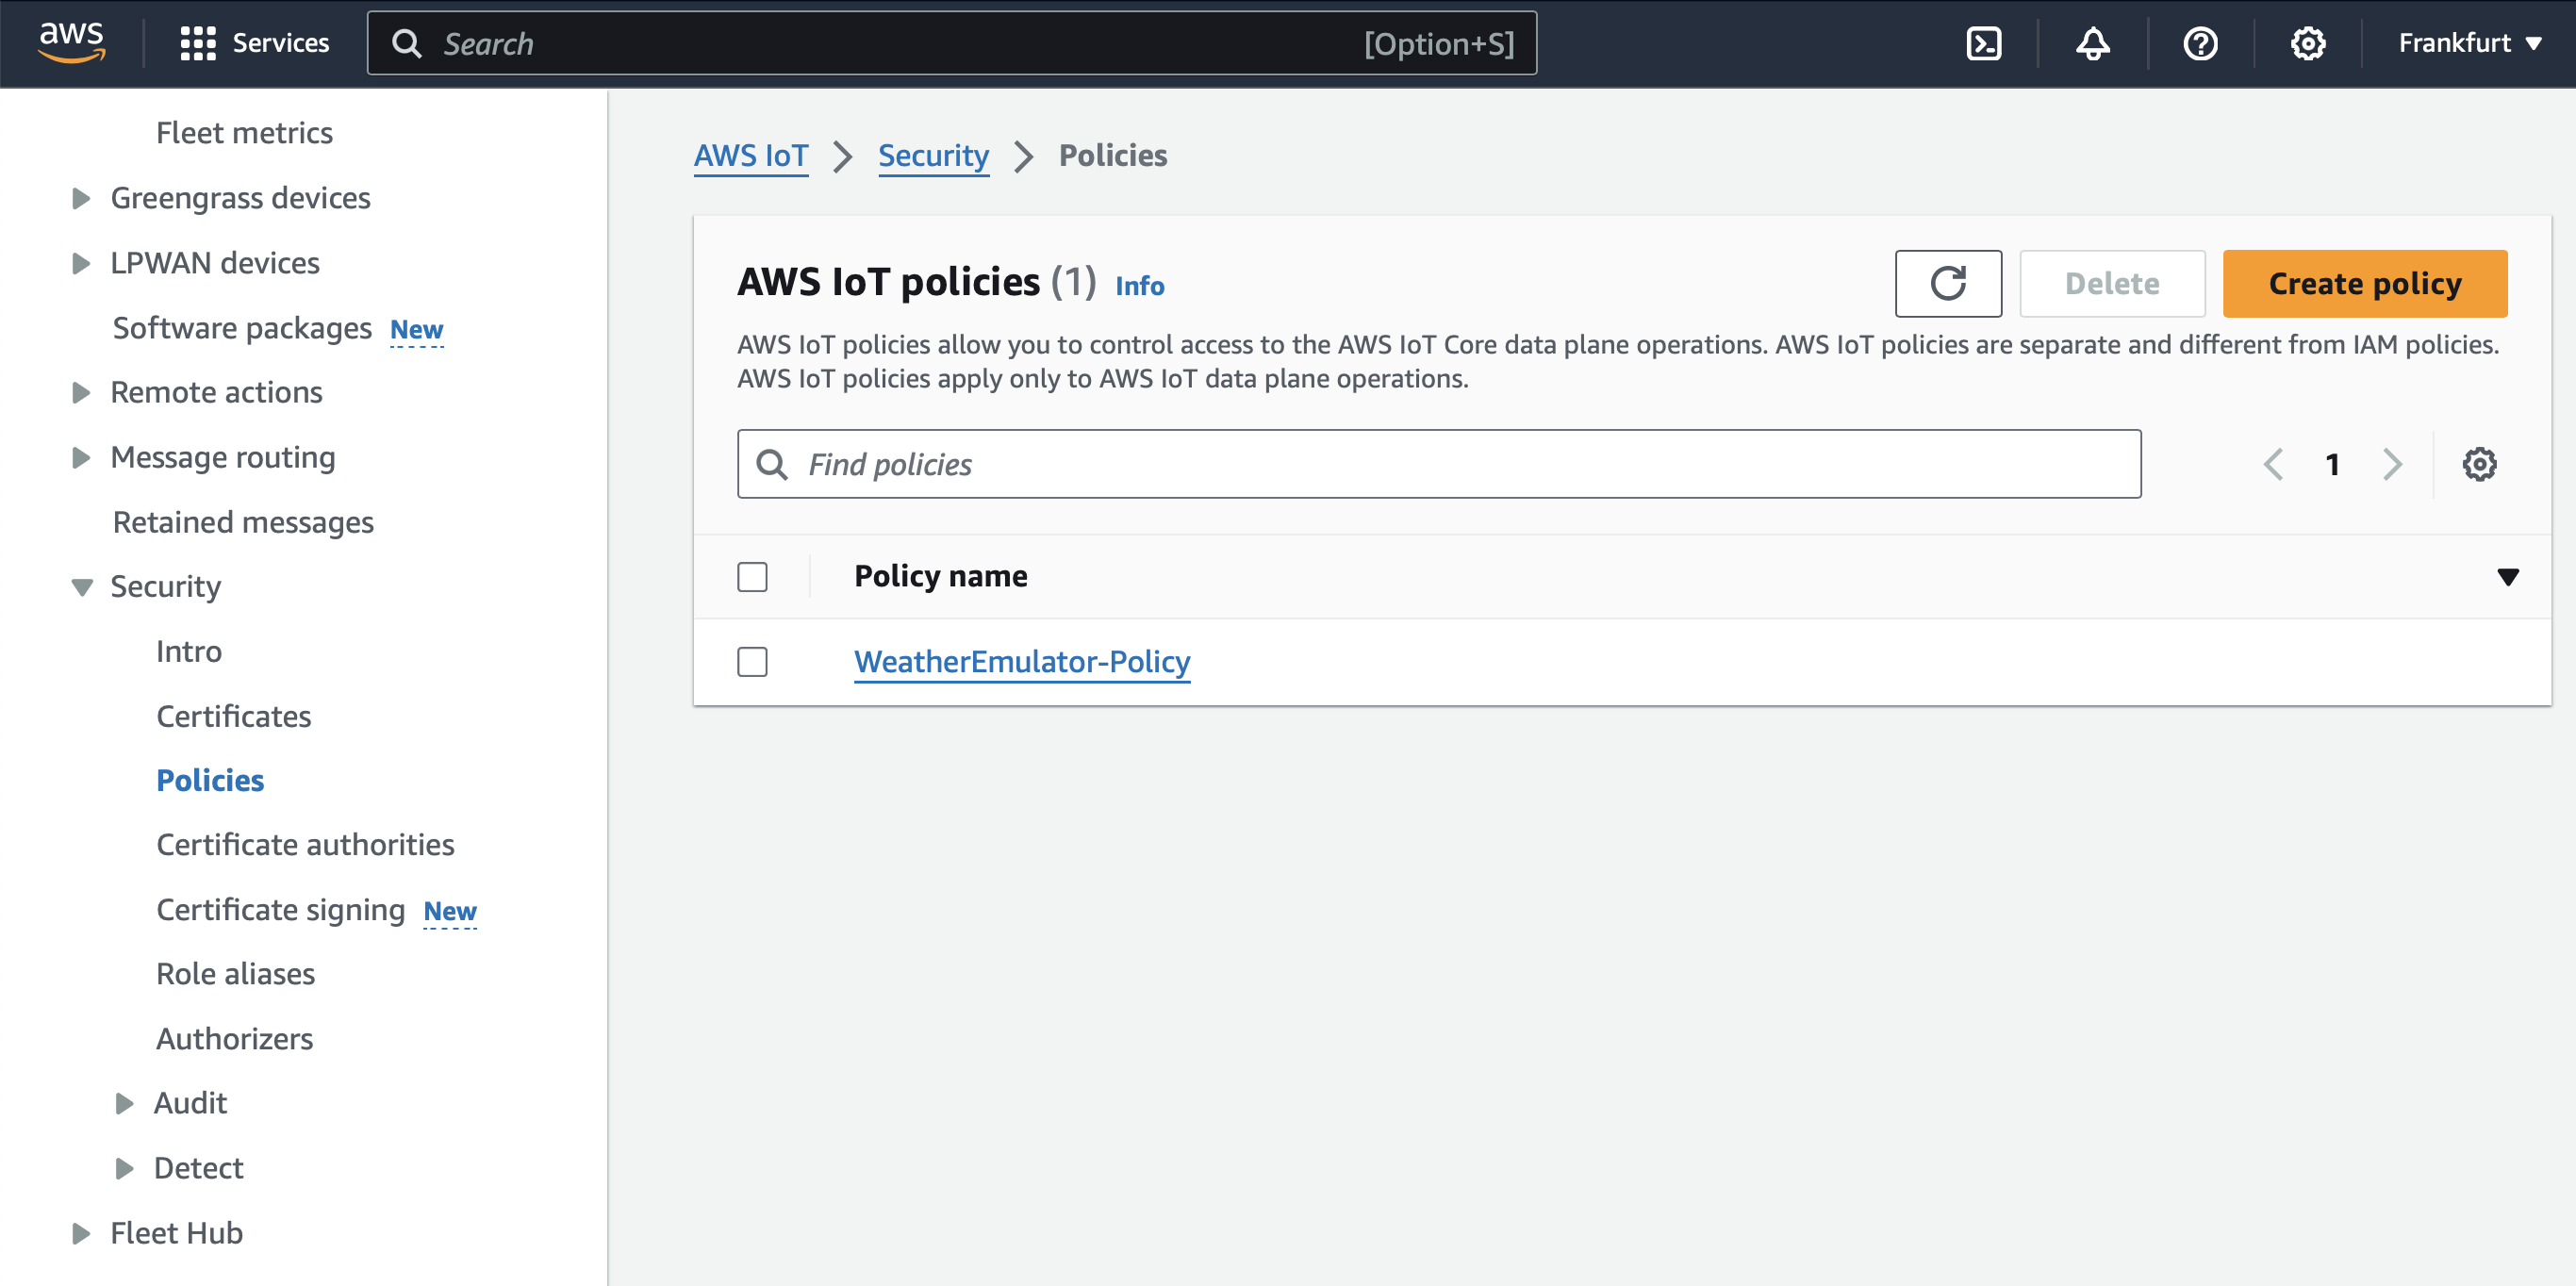 aws
Services
Search
[Option+S]
Frankfurt
Fleet metrics
Greengrass devices
LPWAN devices
Software packages New
Remote actions
Message routing
Retained messages
Security
Intro
Certificates
Policies
Certificate authorities
Certificate signing New
Role aliases
Authorizers
Audit
Detect
Fleet Hub
AWS IoT
Security
Policies
AWS IoT policies (1) Info
Delete
Create policy
AWS IoT policies allow you to control access to the AWS IoT Core data plane operations. AWS IoT policies are separate and different from IAM policies.
AWS IoT policies apply only to AWS IoT data plane operations.
Find policies
1
Policy name
WeatherEmulator-Policy